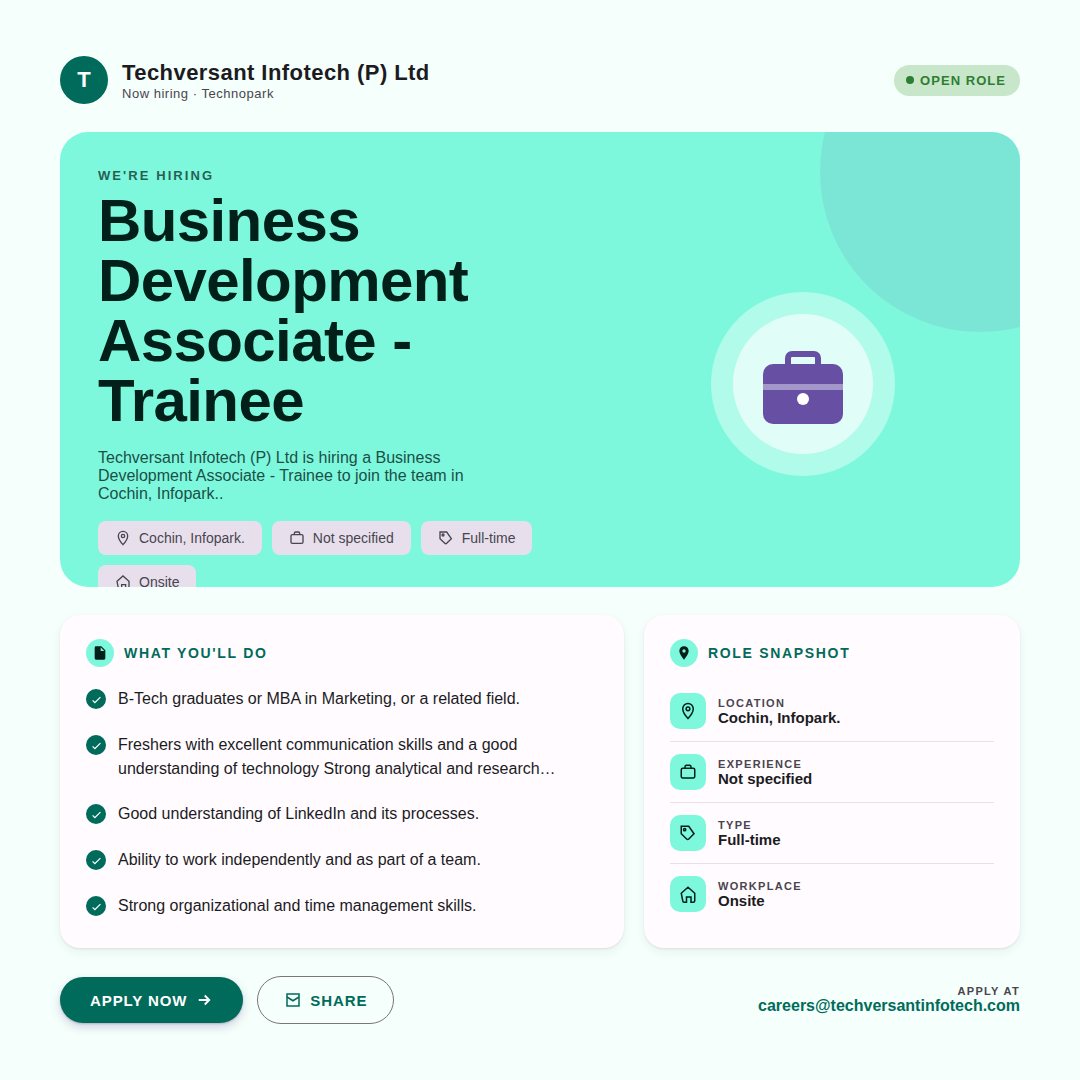 T
Techversant Infotech (P) Ltd
Now hiring · Technopark
OPEN ROLE
WE'RE HIRING
Business
Development
Associate -
Trainee
Techversant Infotech (P) Ltd is hiring a Business
Development Associate - Trainee to join the team in
Cochin, Infopark..
Cochin, Infopark.
Not specified
Full-time
Onsite
WHAT YOU'LL DO
B-Tech graduates or MBA in Marketing, or a related field.
Freshers with excellent communication skills and a good
understanding of technology Strong analytical and research…
Good understanding of LinkedIn and its processes.
Ability to work independently and as part of a team.
Strong organizational and time management skills.
ROLE SNAPSHOT
LOCATION
Cochin, Infopark.
EXPERIENCE
Not specified
TYPE
Full-time
WORKPLACE
Onsite
APPLY NOW
SHARE
APPLY AT
careers@techversantinfotech.com